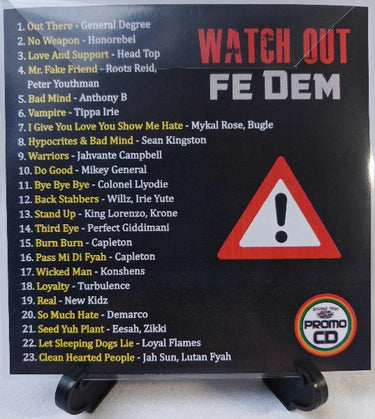 1. Out There - General Degree
2. No Weapon - Honorebel
3. Love And Support - Head Top
4. Mr. Fake Friend - Roots Reid,
Peter Youthman
5. Bad Mind - Anthony B
6. Vampire - Tippa Irie
7. I Give You Love You Show Me Hate - Mykal Rose, Bugle
8. Hypocrites & Bad Mind - Sean Kingston
9. Warriors - Jahvante Campbell
10. Do Good - Mikey General
11. Bye Bye Bye - Colonel Llyodie
12. Back Stabbers - Willz, Irie Yute
13. Stand Up - King Lorenzo, Krone
14. Third Eye - Perfect Giddimani
15. Burn Burn - Capleton
16. Pass Mi Di Fyah - Capleton
17. Wicked Man - Konshens
18. Loyalty - Turbulence
19. Real - New Kidz
20. So Much Hate - Demarco
21. Seed Yuh Plant - Eesah, Zikki
22. Let Sleeping Dogs Lie - Loyal Flames
23. Clean Hearted People - Jah Sun, Lutan Fyah
WATCH OUT
FE DEM
!
PROMO
CD